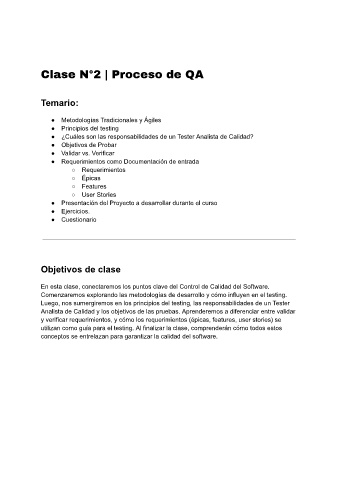 Clase N°2 | Proceso de QA
Temario:
● Metodologías Tradicionales y Ágiles
● Principios del testing
● ¿Cuáles son las responsabilidades de un Tester Analista de Calidad?
● Objetivos de Probar
● Validar vs. Verificar
● Requerimientos como Documentación de entrada
○ Requerimientos
○ Épicas
○ Features
○ User Stories
● Presentación del Proyecto a desarrollar durante el curso
● Ejercicios.
● Cuestionario
Objetivos de clase
En esta clase, conectaremos los puntos clave del Control de Calidad del Software.
Comenzaremos explorando las metodologías de desarrollo y cómo influyen en el testing.
Luego, nos sumergiremos en los principios del testing, las responsabilidades de un Tester
Analista de Calidad y los objetivos de las pruebas. Aprenderemos a diferenciar entre validar
y verificar requerimientos, y cómo los requerimientos (épicas, features, user stories) se
utilizan como guía para el testing. Al finalizar la clase, comprenderán cómo todos estos
conceptos se entrelazan para garantizar la calidad del software.